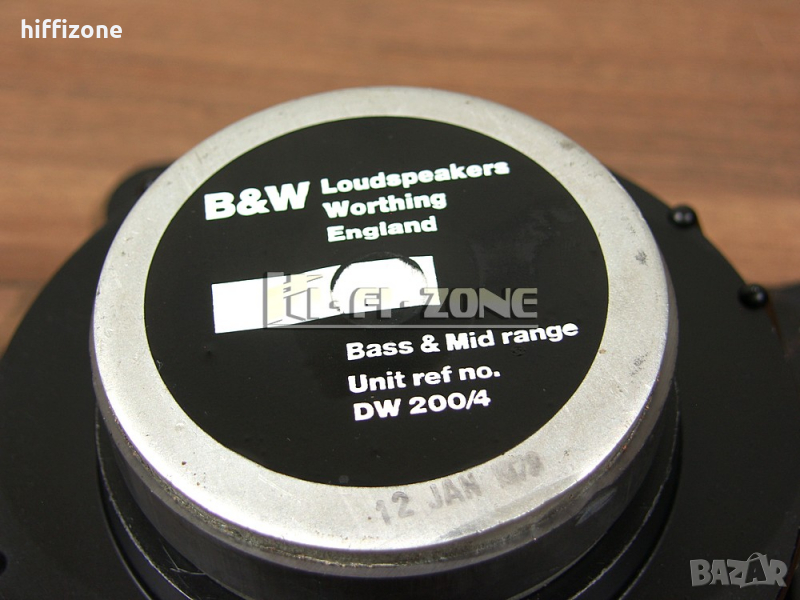 hiffizone
B&W Loudspeakers
Worthing
England
Hi-Fi-ZONE
Bass & Mid range
Unit ref no.
DW 200/4
12 JAN
BAZAR